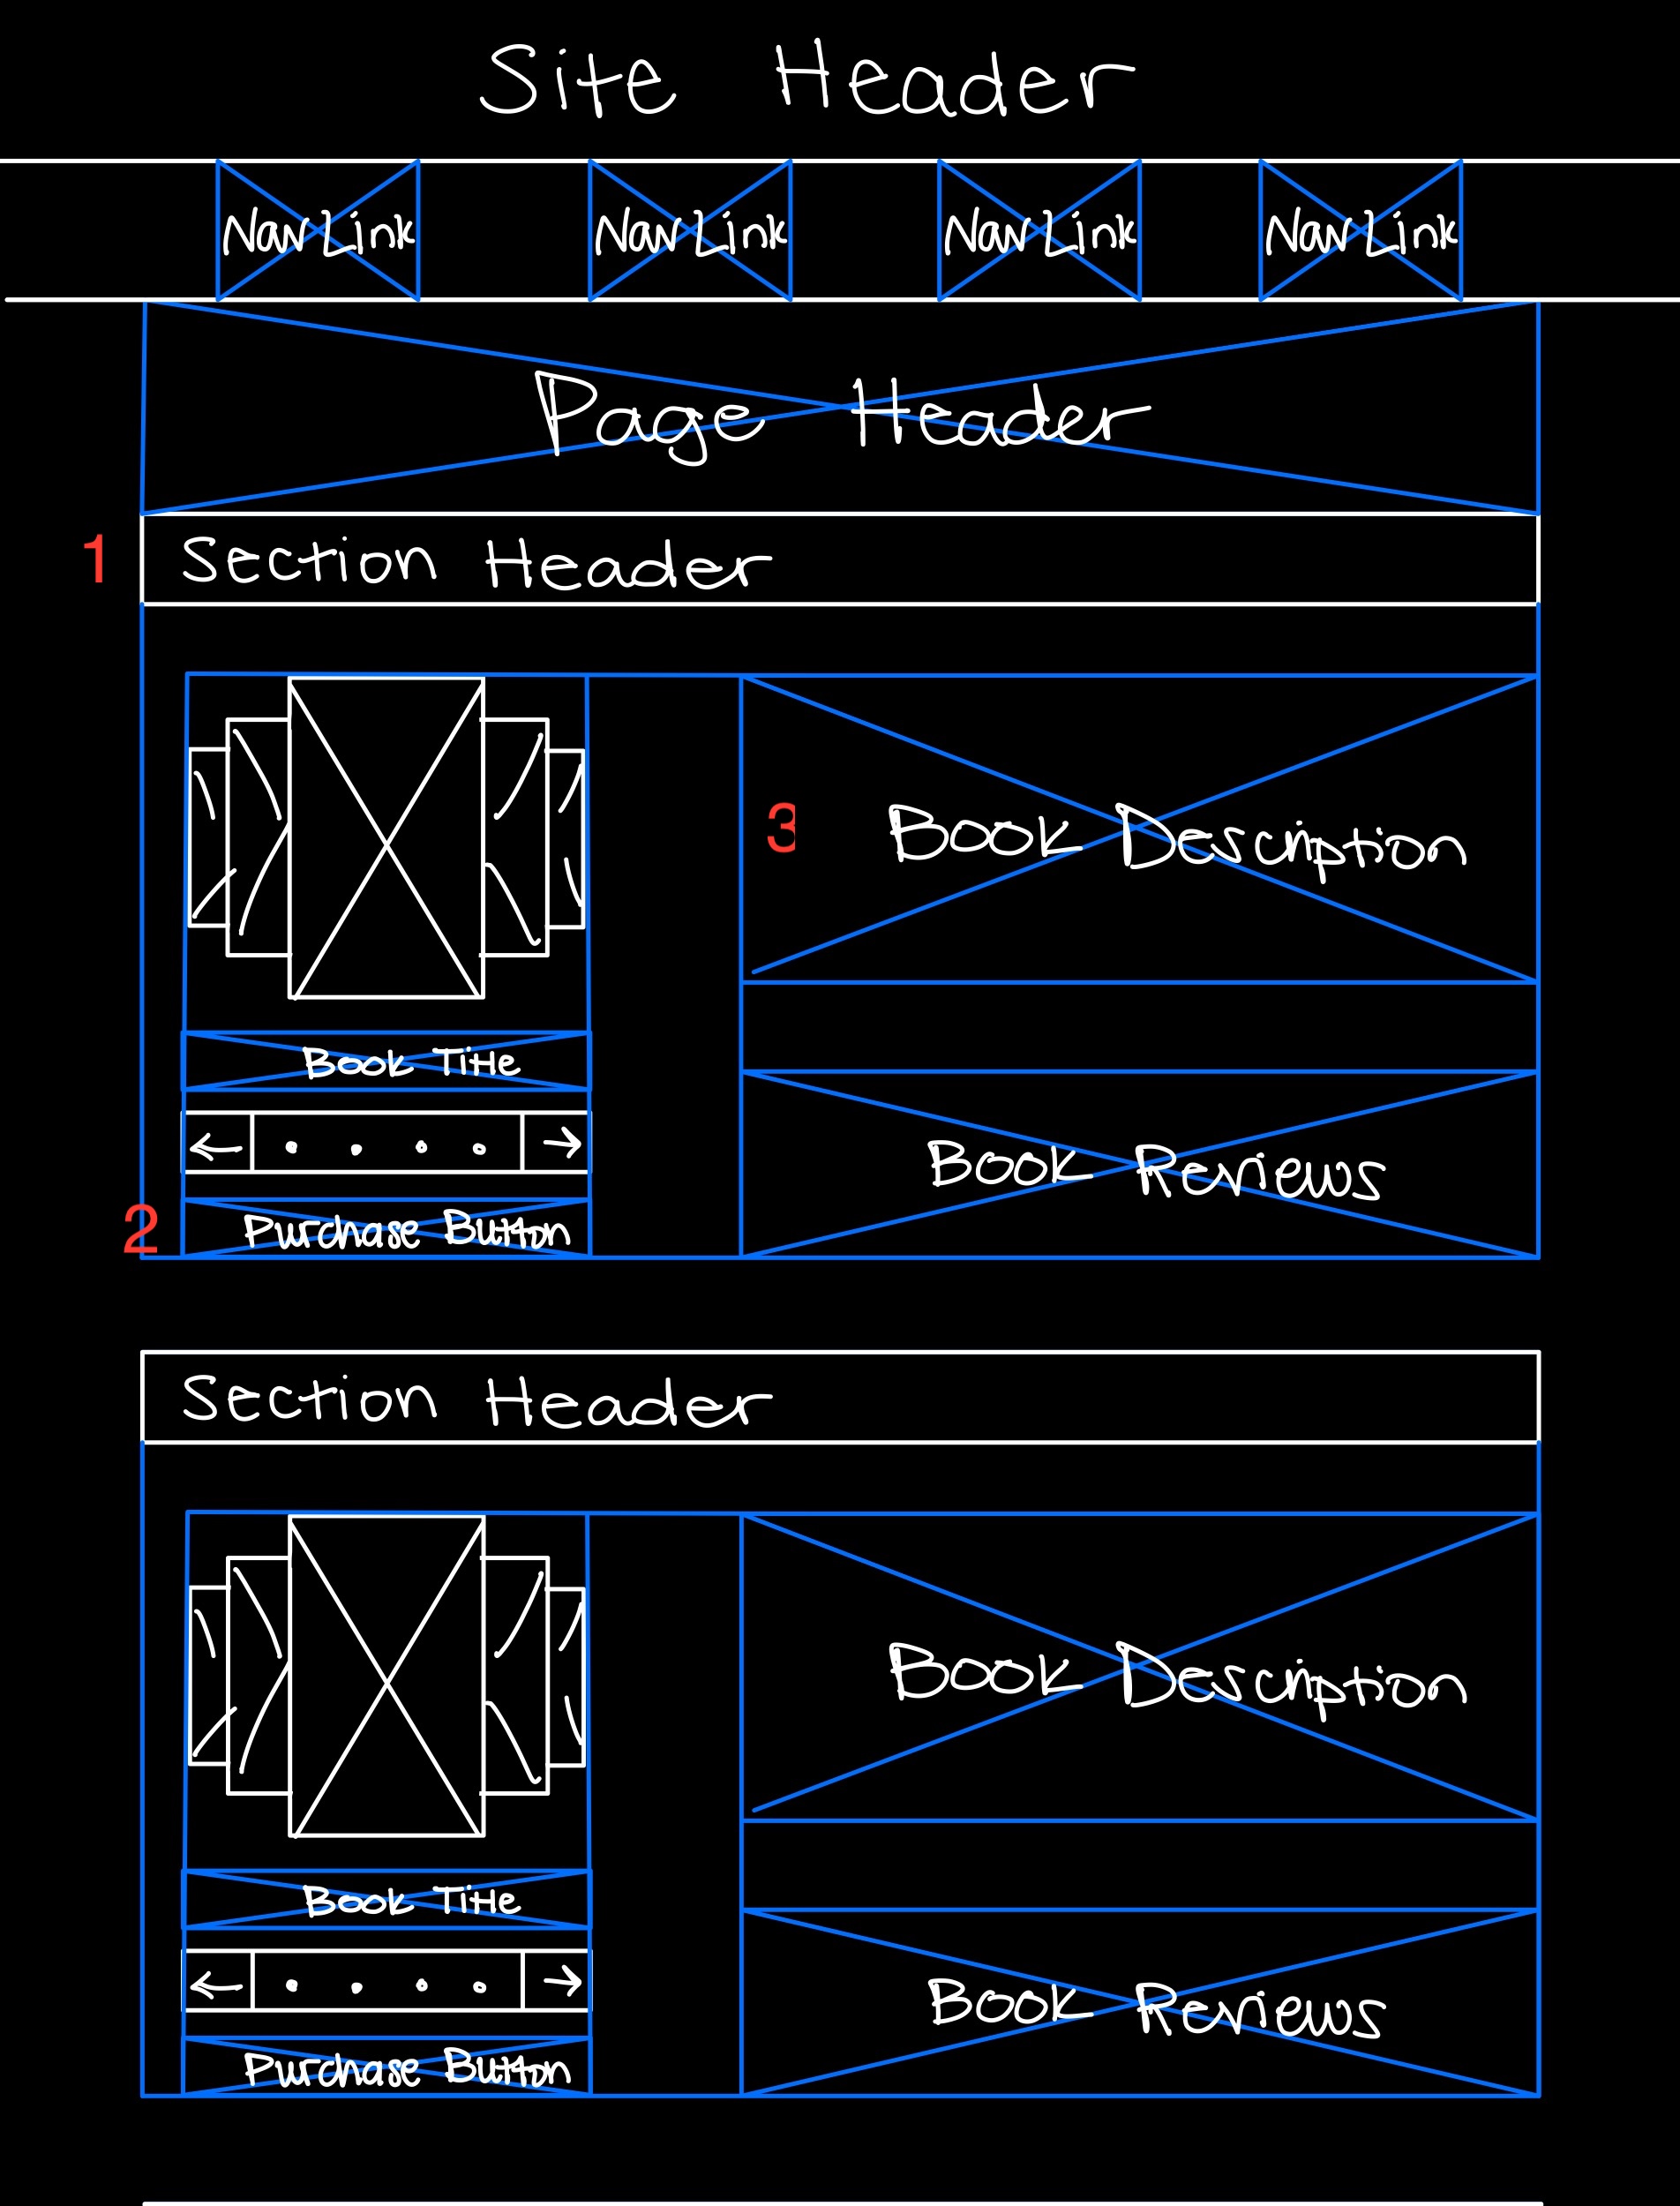 Site Header
Nav Link Nav Link Nav Link Nav Link
Page Header
1 Section Header
3 Book Description
Book Title
Book Reviews
2 Purchase Button
Section Header
Book Description
Book Title
Book Reviews
Purchase Button